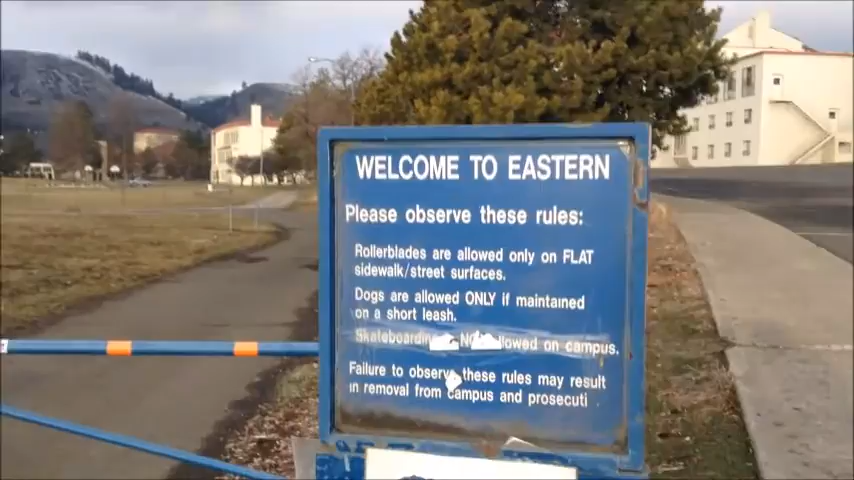 WELCOME TO EASTERN
Please observe these rules:
Rollerblades are allowed only on FLAT
sidewalk/street surfaces.
Dogs are allowed ONLY if maintained
on a short leash.
Skateboarding allowed on campus.
Failure to observe these rules may result
in removal from campus and prosecuti